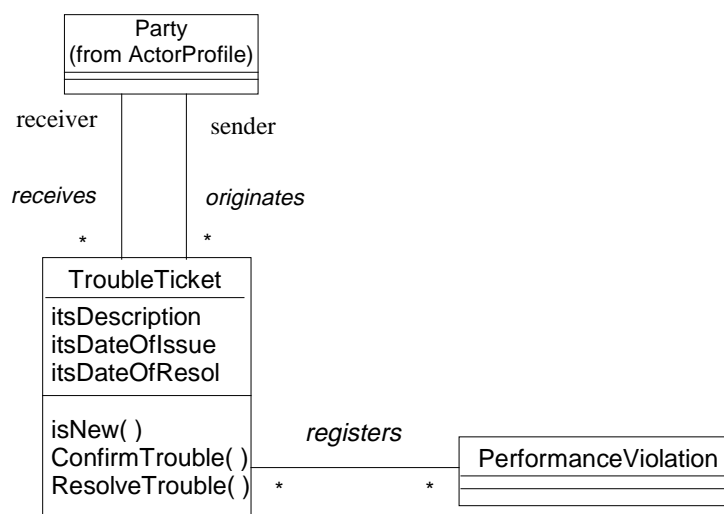 Party
(from ActorProfile)
receiver
sender
receives
originates
*
*
TroubleTicket
itsDescription
itsDateOfIssue
itsDateOfResol
isNew( )
ConfirmTrouble( )
ResolveTrouble( )
registers
*
*
PerformanceViolation